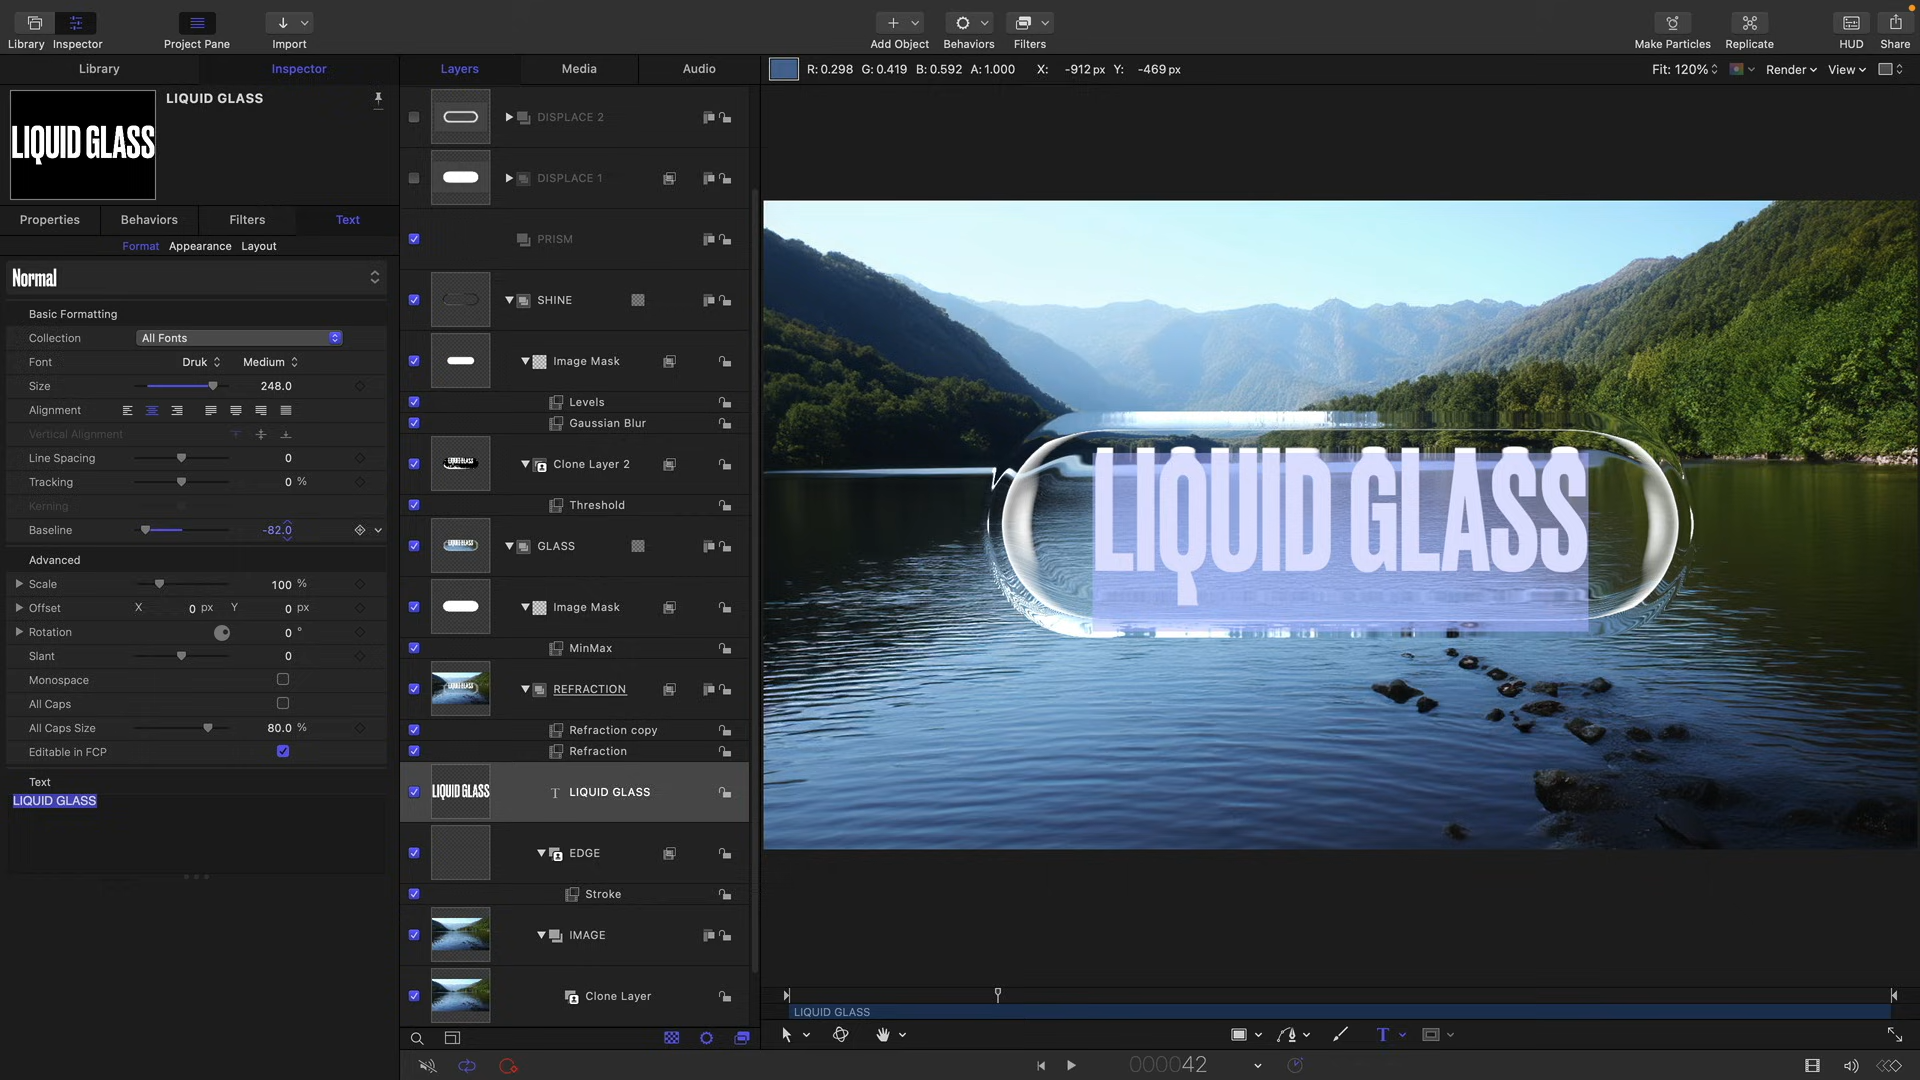 Library
Inspector
Project Pane
Import
Add Object
Behaviors
Filters
Make Particles
Replicate
HUD
Share
Library
Inspector
Layers
Media
Audio
R: 0.298 G: 0.419 B: 0.592 A: 1.000 X: -912 px Y: -469 px
Fit: 120%
Render
View
LIQUID GLASS
LIQUID GLASS
Properties
Behaviors
Filters
Text
Format Appearance Layout
Normal
Basic Formatting
Collection All Fonts
Font Druk Medium
Size 248.0
Alignment
Vertical Alignment
Line Spacing 0
Tracking 0 %
Kerning
Baseline -82.0
Advanced
Scale 100 %
Offset X 0 px Y 0 px
Rotation 0 °
Slant 0
Monospace
All Caps
All Caps Size 80.0 %
Editable in FCP
Text
LIQUID GLASS
DISPLACE 2
DISPLACE 1
PRISM
SHINE
Image Mask
Levels
Gaussian Blur
Clone Layer 2
Threshold
GLASS
Image Mask
MinMax
REFRACTION
Refraction copy
Refraction
LIQUID GLASS
T LIQUID GLASS
EDGE
Stroke
IMAGE
Clone Layer
LIQUID GLASS
LIQUID GLASS
T
000042